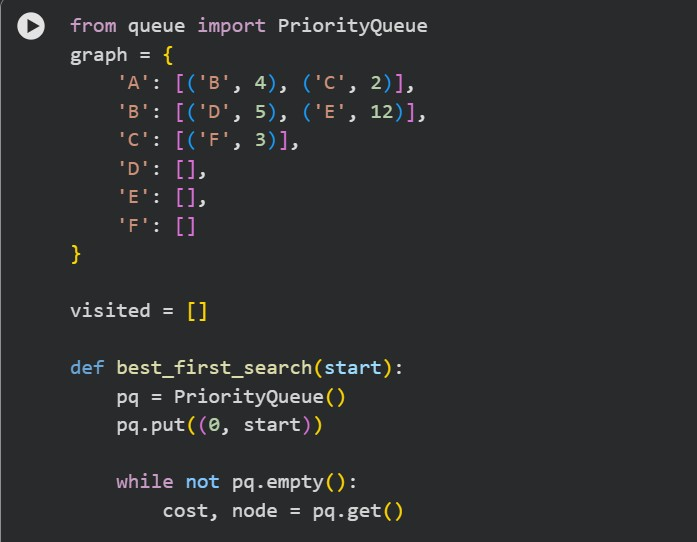 from queue import PriorityQueue
graph = {
    'A': [('B', 4), ('C', 2)],
    'B': [('D', 5), ('E', 12)],
    'C': [('F', 3)],
    'D': [],
    'E': [],
    'F': []
}

visited = []

def best_first_search(start):
    pq = PriorityQueue()
    pq.put((0, start))

    while not pq.empty():
        cost, node = pq.get()